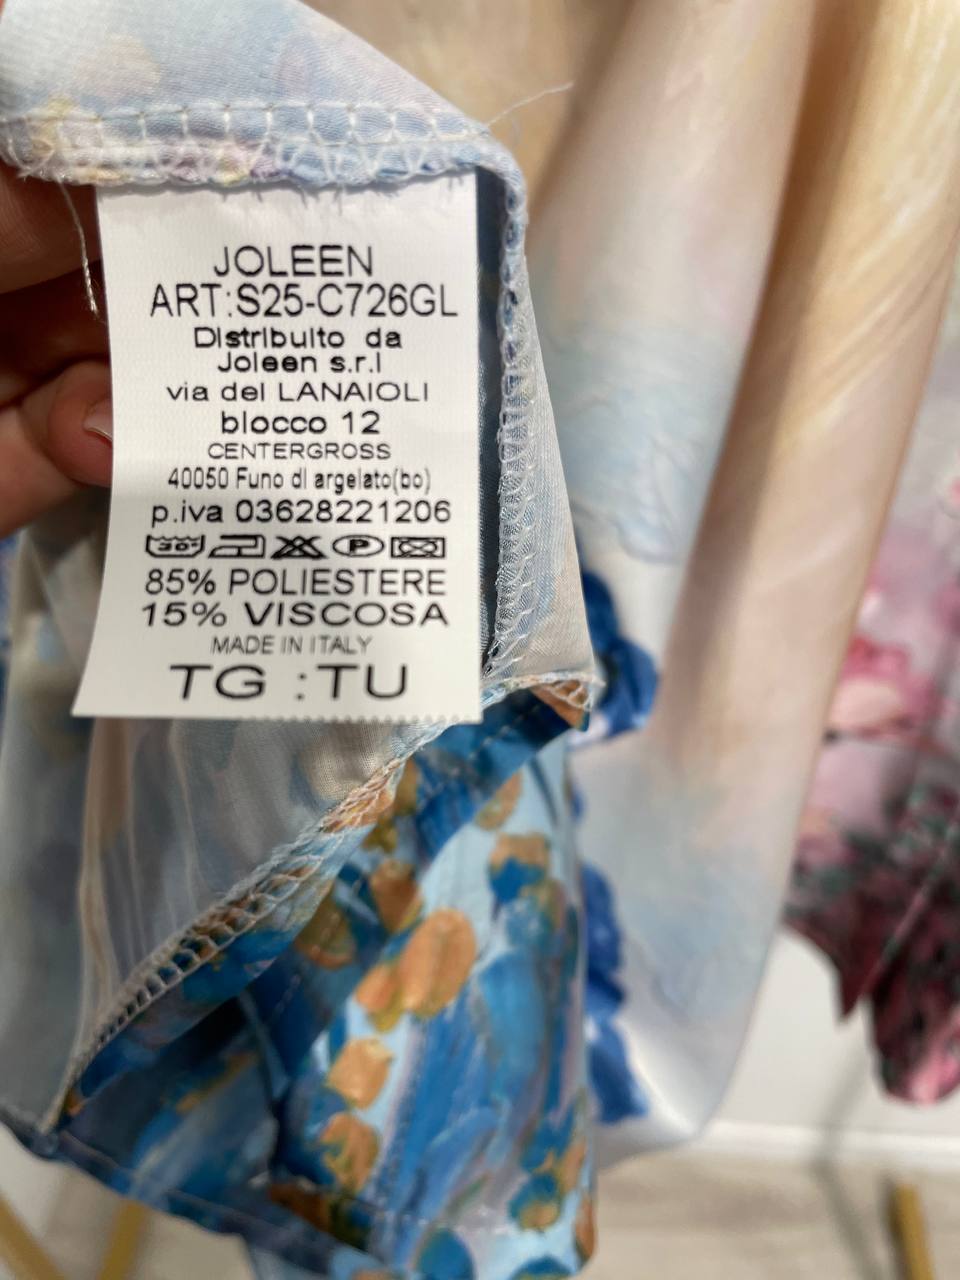 JOLEEN
ART:S25-C726GL
Distribuito da
Joleen s.r.l
via del LANAIOLI
blocco 12
CENTERGROSS
40050 Funo di argelato(bo)
p.iva 03628221206
30° P
85% POLIESTERE
15% VISCOSA
MADE IN ITALY
TG :TU